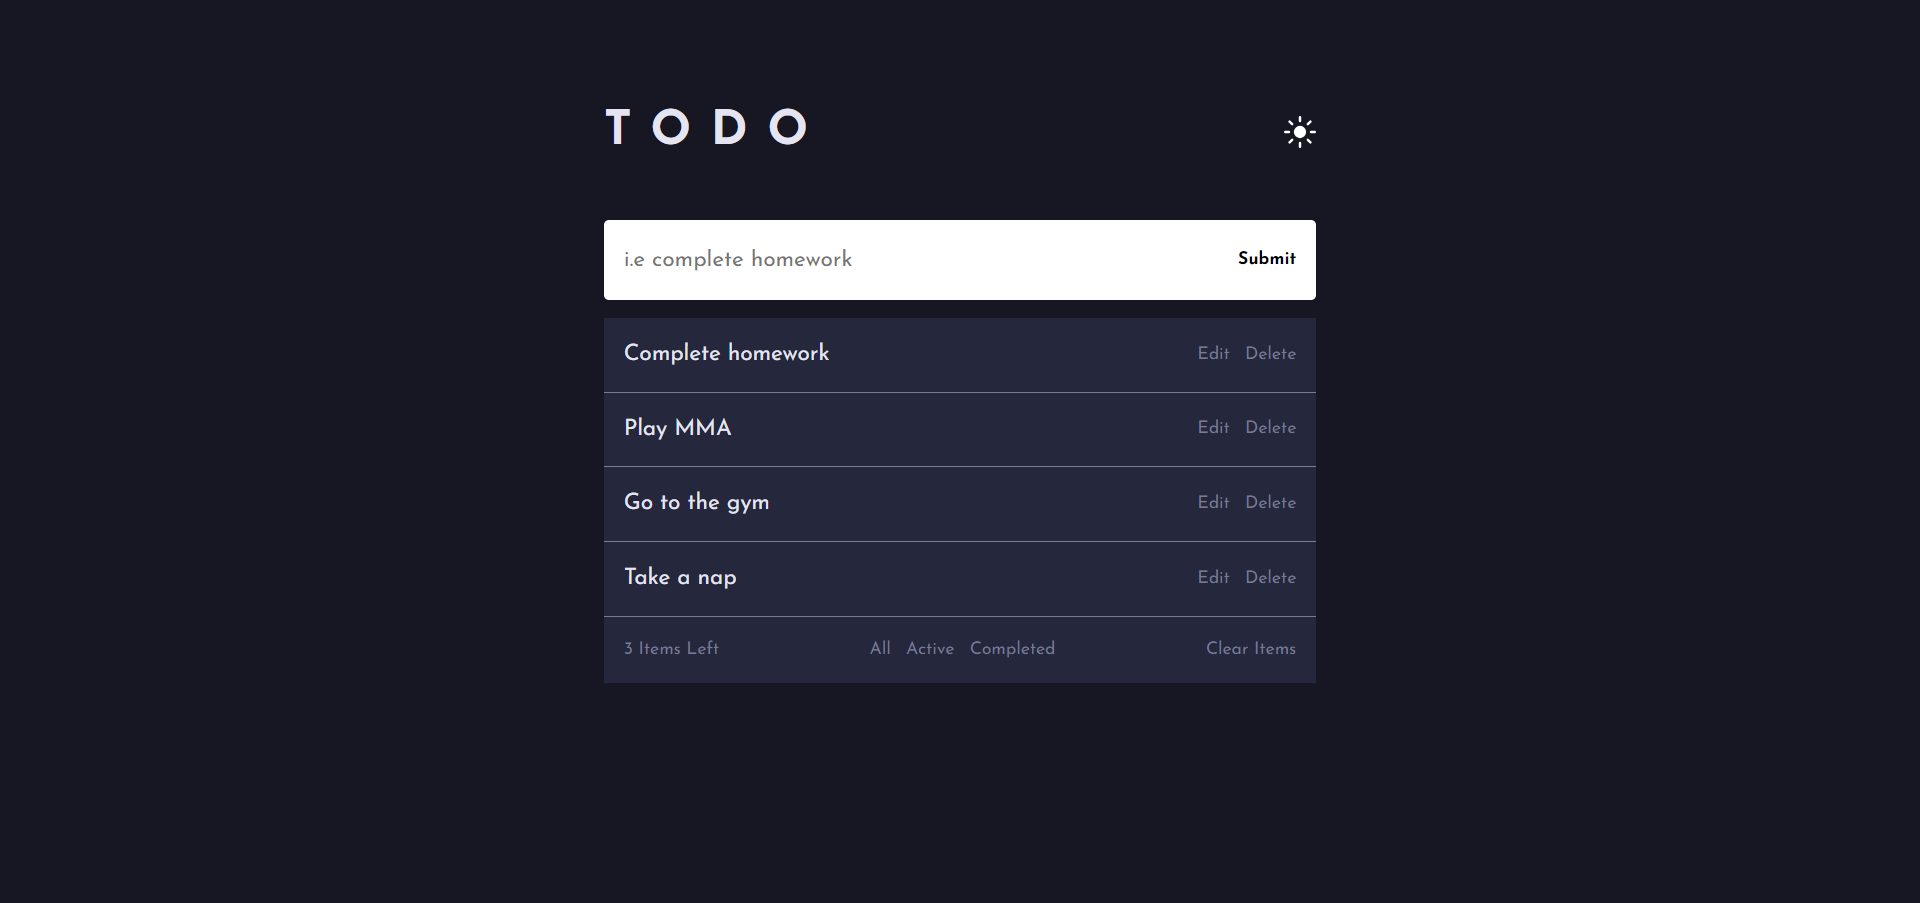 TODO
i.e complete homework Submit
Complete homework Edit Delete
Play MMA Edit Delete
Go to the gym Edit Delete
Take a nap Edit Delete
3 Items Left All Active Completed Clear Items